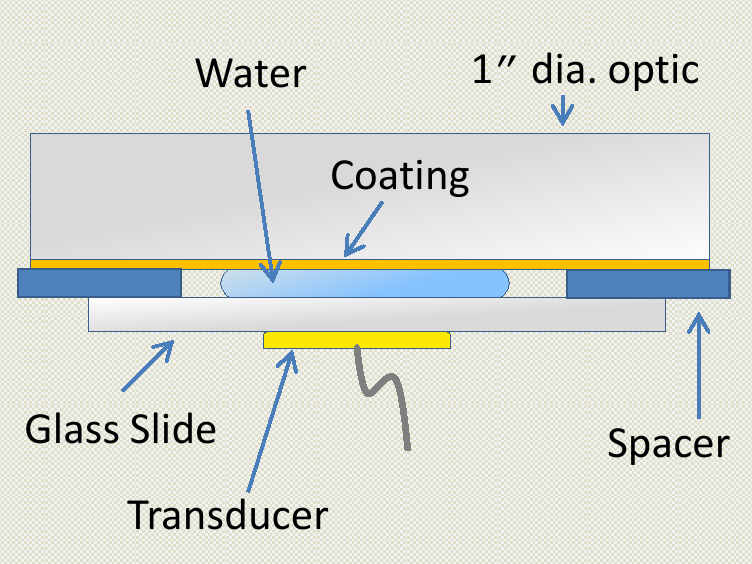 Water
1″ dia. optic
Coating
Glass Slide
Spacer
Transducer